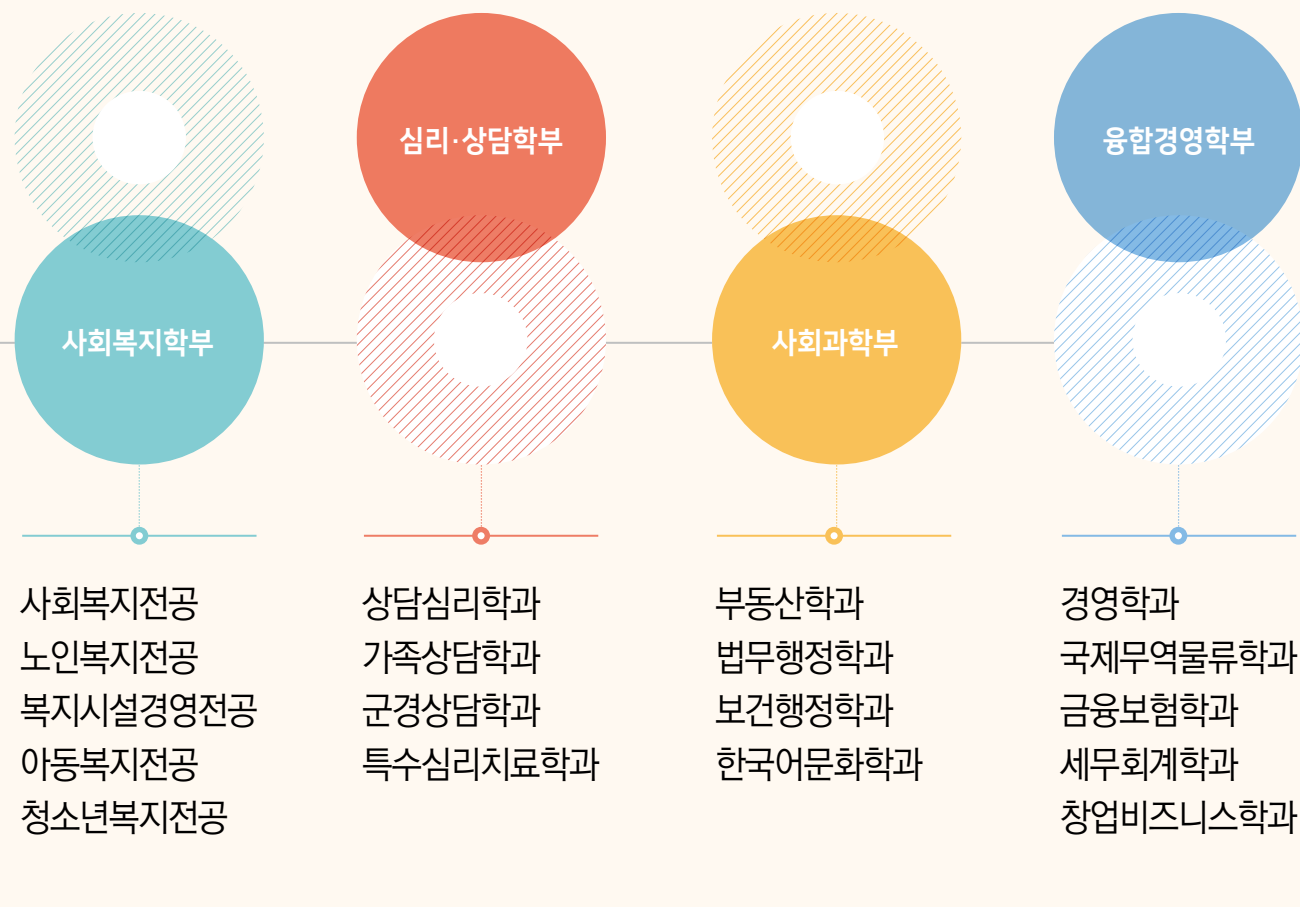 심리·상담학부
융합경영학부
사회복지학부
사회과학부
사회복지전공
노인복지전공
복지시설경영전공
아동복지전공
청소년복지전공
상담심리학과
가족상담학과
군경상담학과
특수심리치료학과
부동산학과
법무행정학과
보건행정학과
한국어문화학과
경영학과
국제무역물류학과
금융보험학과
세무회계학과
창업비즈니스학과